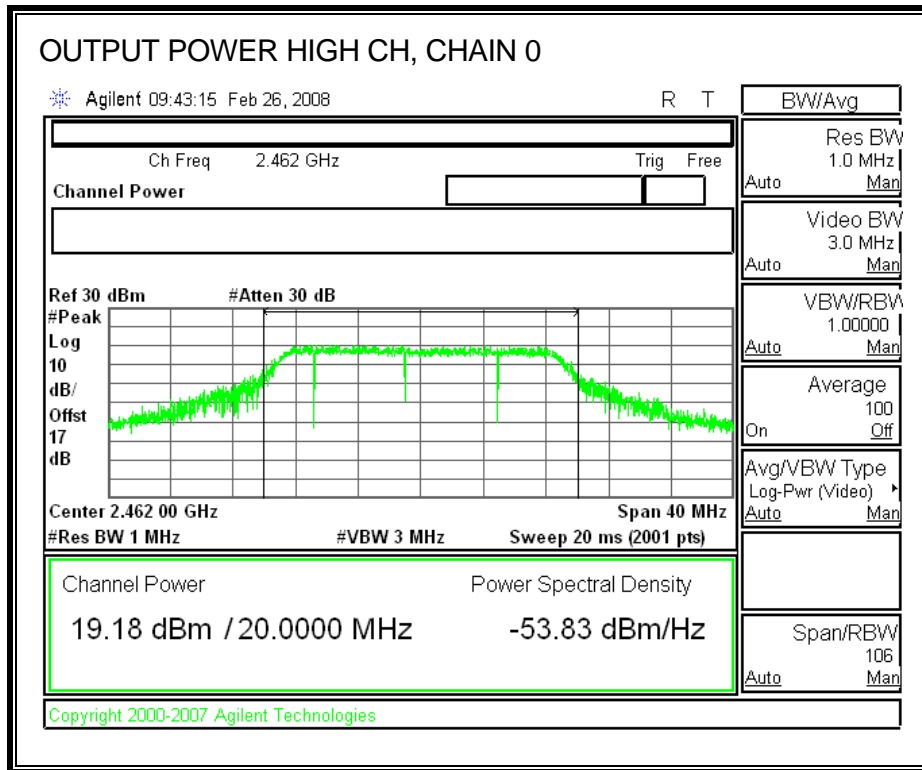 OUTPUT POWER HIGH CH, CHAIN 0
Agilent 09:43:15 Feb 26, 2008 R T
BW/Avg
Ch Freq 2.462 GHz Trig Free
Channel Power
Res BW
1.0 MHz
Auto Man
Video BW
3.0 MHz
Auto Man
Ref 30 dBm #Atten 30 dB
#Peak
Log
10
dB/
Offst
17
dB
VBW/RBW
1.00000
Auto Man
Average
100
On Off
Avg/VBW Type
Log-Pwr (Video)
Auto Man
Center 2.462 00 GHz Span 40 MHz
#Res BW 1 MHz #VBW 3 MHz Sweep 20 ms (2001 pts)
Channel Power Power Spectral Density
19.18 dBm / 20.0000 MHz -53.83 dBm/Hz
Span/RBW
106
Auto Man
Copyright 2000-2007 Agilent Technologies